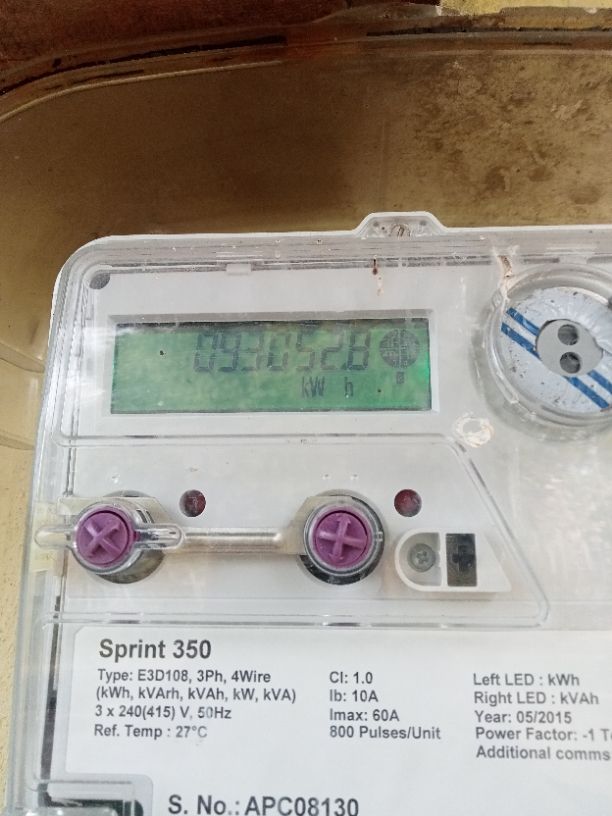 093052.8
kW h
Sprint 350
Type: E3D108, 3Ph, 4Wire
(kWh, kVArh, kVAh, kW, kVA)
3 x 240(415) V, 50Hz
Ref. Temp : 27°C
Cl: 1.0
Ib: 10A
Imax: 60A
800 Pulses/Unit
Left LED : kWh
Right LED : kVAh
Year: 05/2015
Power Factor: -1 T
Additional comms
S. No.: APC08130